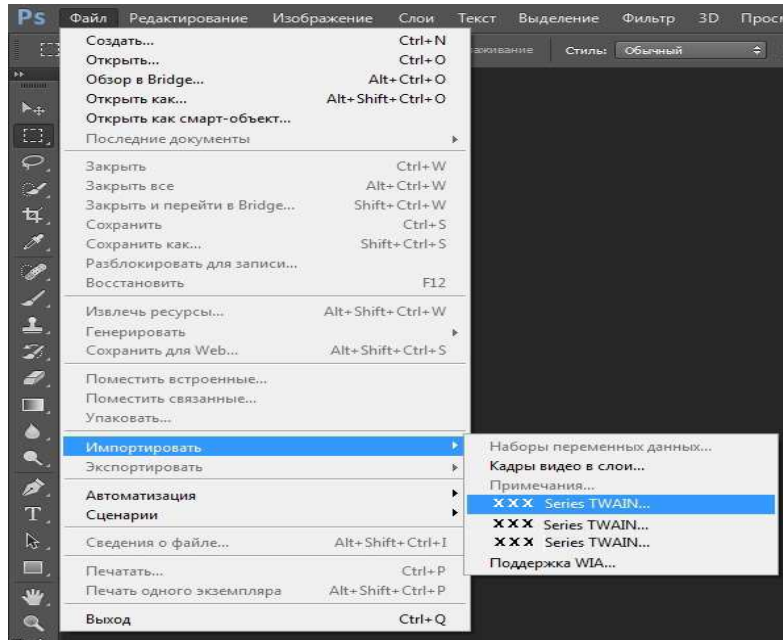 Ps Файл Редактирование Изображение Слои Текст Выделение Фильтр 3D
Стиль: Обычный
Создать... Ctrl+N
Открыть... Ctrl+O
Обзор в Bridge... Alt+Ctrl+O
Открыть как... Alt+Shift+Ctrl+O
Открыть как смарт-объект...
Последние документы
Закрыть Ctrl+W
Закрыть все Alt+Ctrl+W
Закрыть и перейти в Bridge... Shift+Ctrl+W
Сохранить Ctrl+S
Сохранить как... Shift+Ctrl+S
Разблокировать для записи...
Восстановить F12
Извлечь ресурсы... Alt+Shift+Ctrl+W
Генерировать
Сохранить для Web... Alt+Shift+Ctrl+S
Поместить встроенные...
Поместить связанные...
Упаковать...
Импортировать
Экспортировать
Автоматизация
Сценарии
Сведения о файле... Alt+Shift+Ctrl+I
Печатать... Ctrl+P
Печать одного экземпляра Alt+Shift+Ctrl+P
Выход Ctrl+Q
Наборы переменных данных...
Кадры видео в слои...
Примечания...
XXX Series TWAIN...
XXX Series TWAIN...
XXX Series TWAIN...
Поддержка WIA...